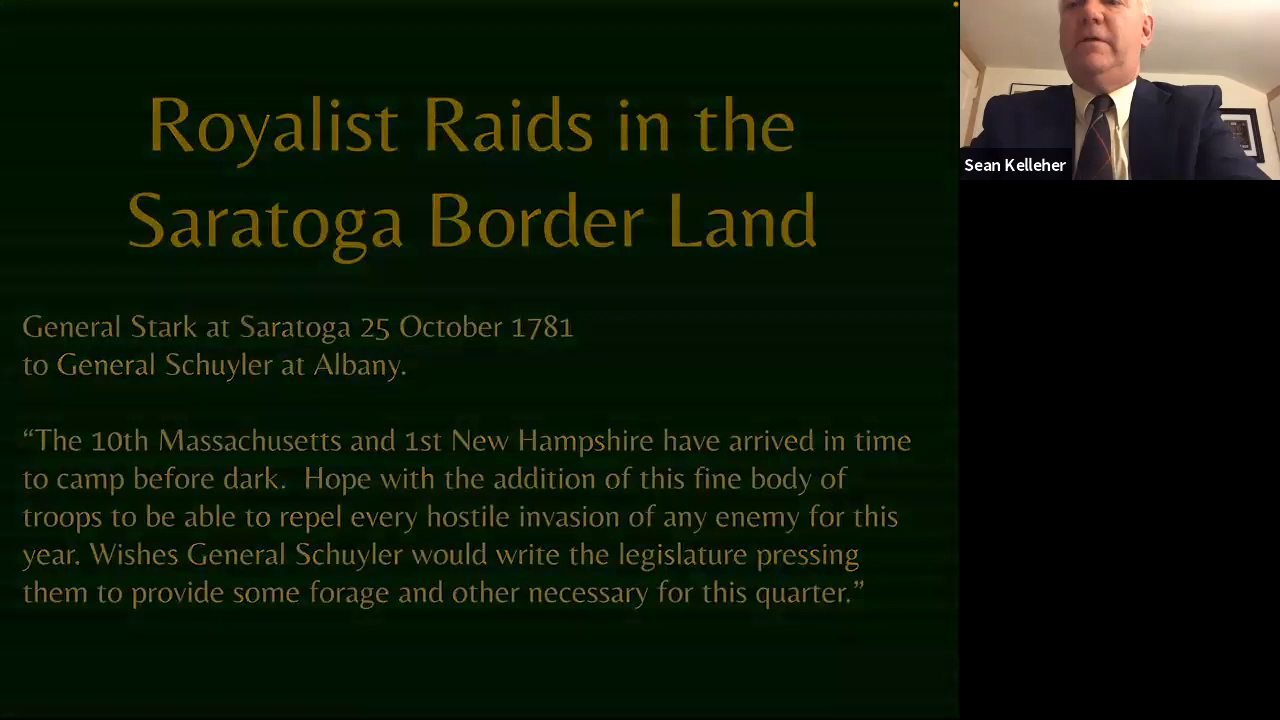 Royalist Raids in the
Saratoga Border Land
General Stark at Saratoga 25 October 1781
to General Schuyler at Albany.
“The 10th Massachusetts and 1st New Hampshire have arrived in time
to camp before dark.  Hope with the addition of this fine body of
troops to be able to repel every hostile invasion of any enemy for this
year. Wishes General Schuyler would write the legislature pressing
them to provide some forage and other necessary for this quarter.”
Sean Kelleher